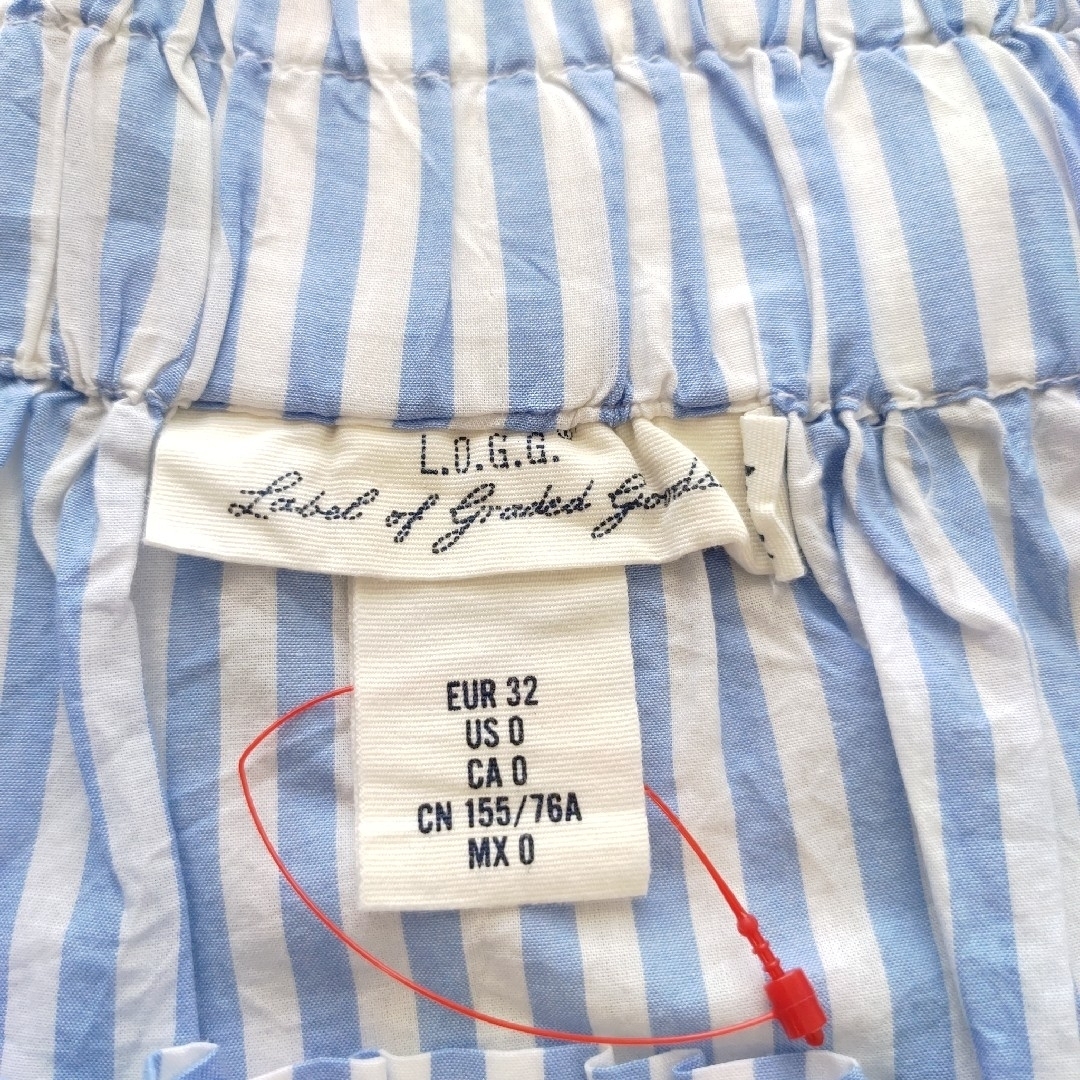 L.O.G.G.®
Label of Graded Goods
EUR 32
US 0
CA 0
CN 155/76A
MX 0